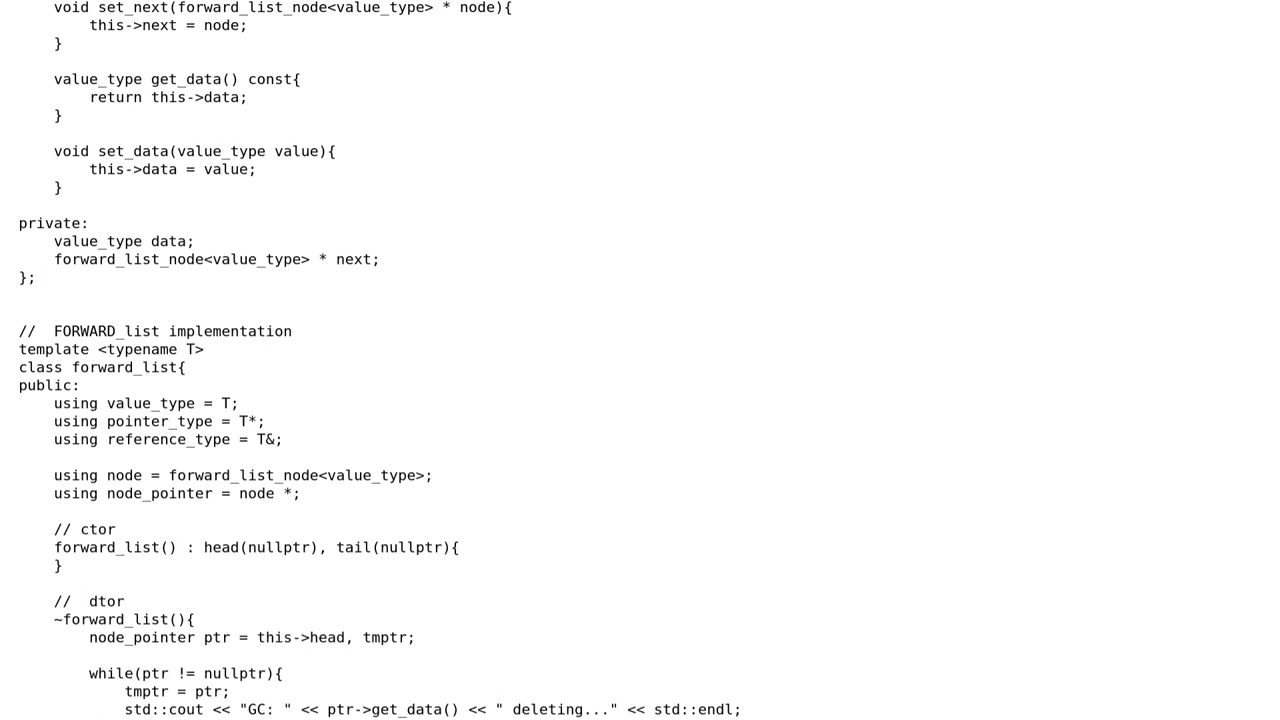 void set_next(forward_list_node<value_type> * node){
        this->next = node;
    }

    value_type get_data() const{
        return this->data;
    }

    void set_data(value_type value){
        this->data = value;
    }

private:
    value_type data;
    forward_list_node<value_type> * next;
};


//  FORWARD_list implementation
template <typename T>
class forward_list{
public:
    using value_type = T;
    using pointer_type = T*;
    using reference_type = T&;

    using node = forward_list_node<value_type>;
    using node_pointer = node *;

    // ctor
    forward_list() : head(nullptr), tail(nullptr){
    }

    //  dtor
    ~forward_list(){
        node_pointer ptr = this->head, tmptr;

        while(ptr != nullptr){
            tmptr = ptr;
            std::cout << "GC: " << ptr->get_data() << " deleting..." << std::endl;